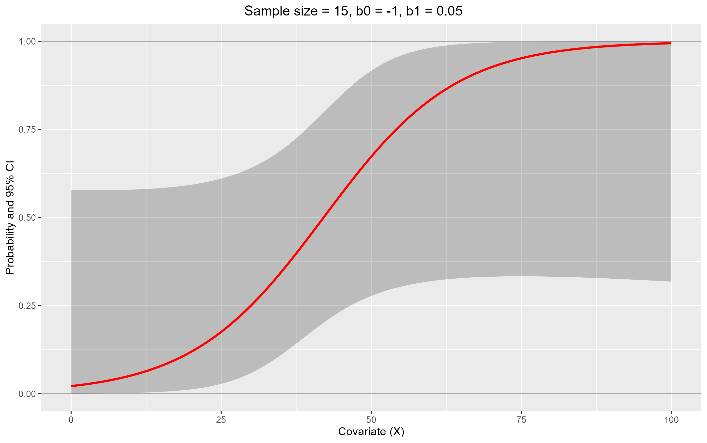 Sample size = 15, b0 = -1, b1 = 0.05
1.00
0.75
0.50
0.25
0.00
Probability and 95% CI
0 25 50 75 100
Covariate (X)